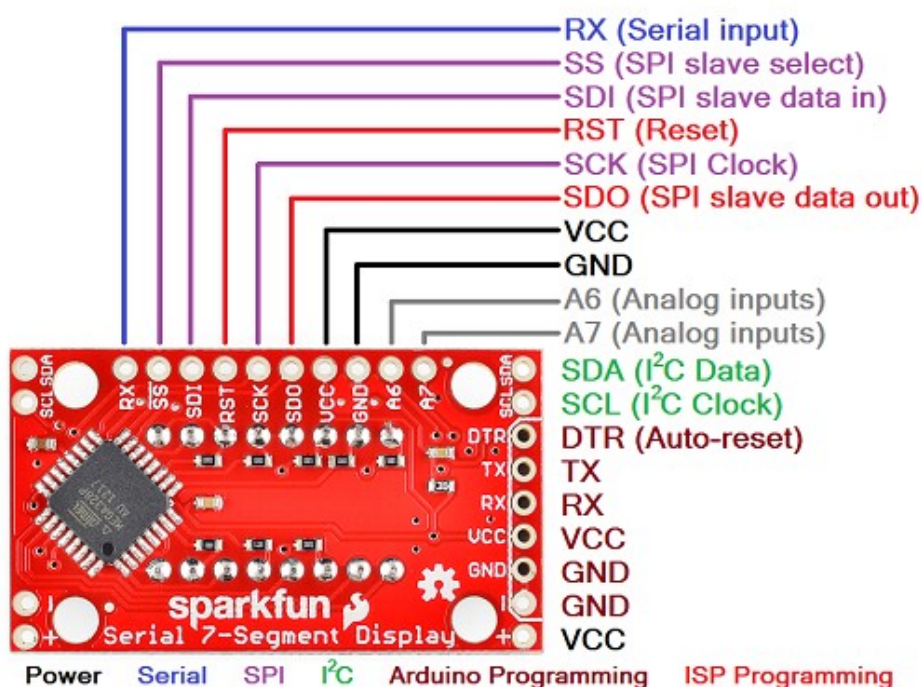 RX (Serial input)
SS (SPI slave select)
SDI (SPI slave data in)
RST (Reset)
SCK (SPI Clock)
SDO (SPI slave data out)
VCC
GND
A6 (Analog inputs)
A7 (Analog inputs)
SDA (I²C Data)
SCL (I²C Clock)
DTR (Auto-reset)
TX
RX
VCC
GND
GND
VCC
SCL SDA
RX SS SDI RST SCK SDO VCC GND A6 A7
SCL SDA
DTR
TX
RX
VCC
GND
MEGA328P
AU 1217
- -
sparkfun
+ Serial 7-Segment Display +
Power Serial SPI I²C Arduino Programming ISP Programming